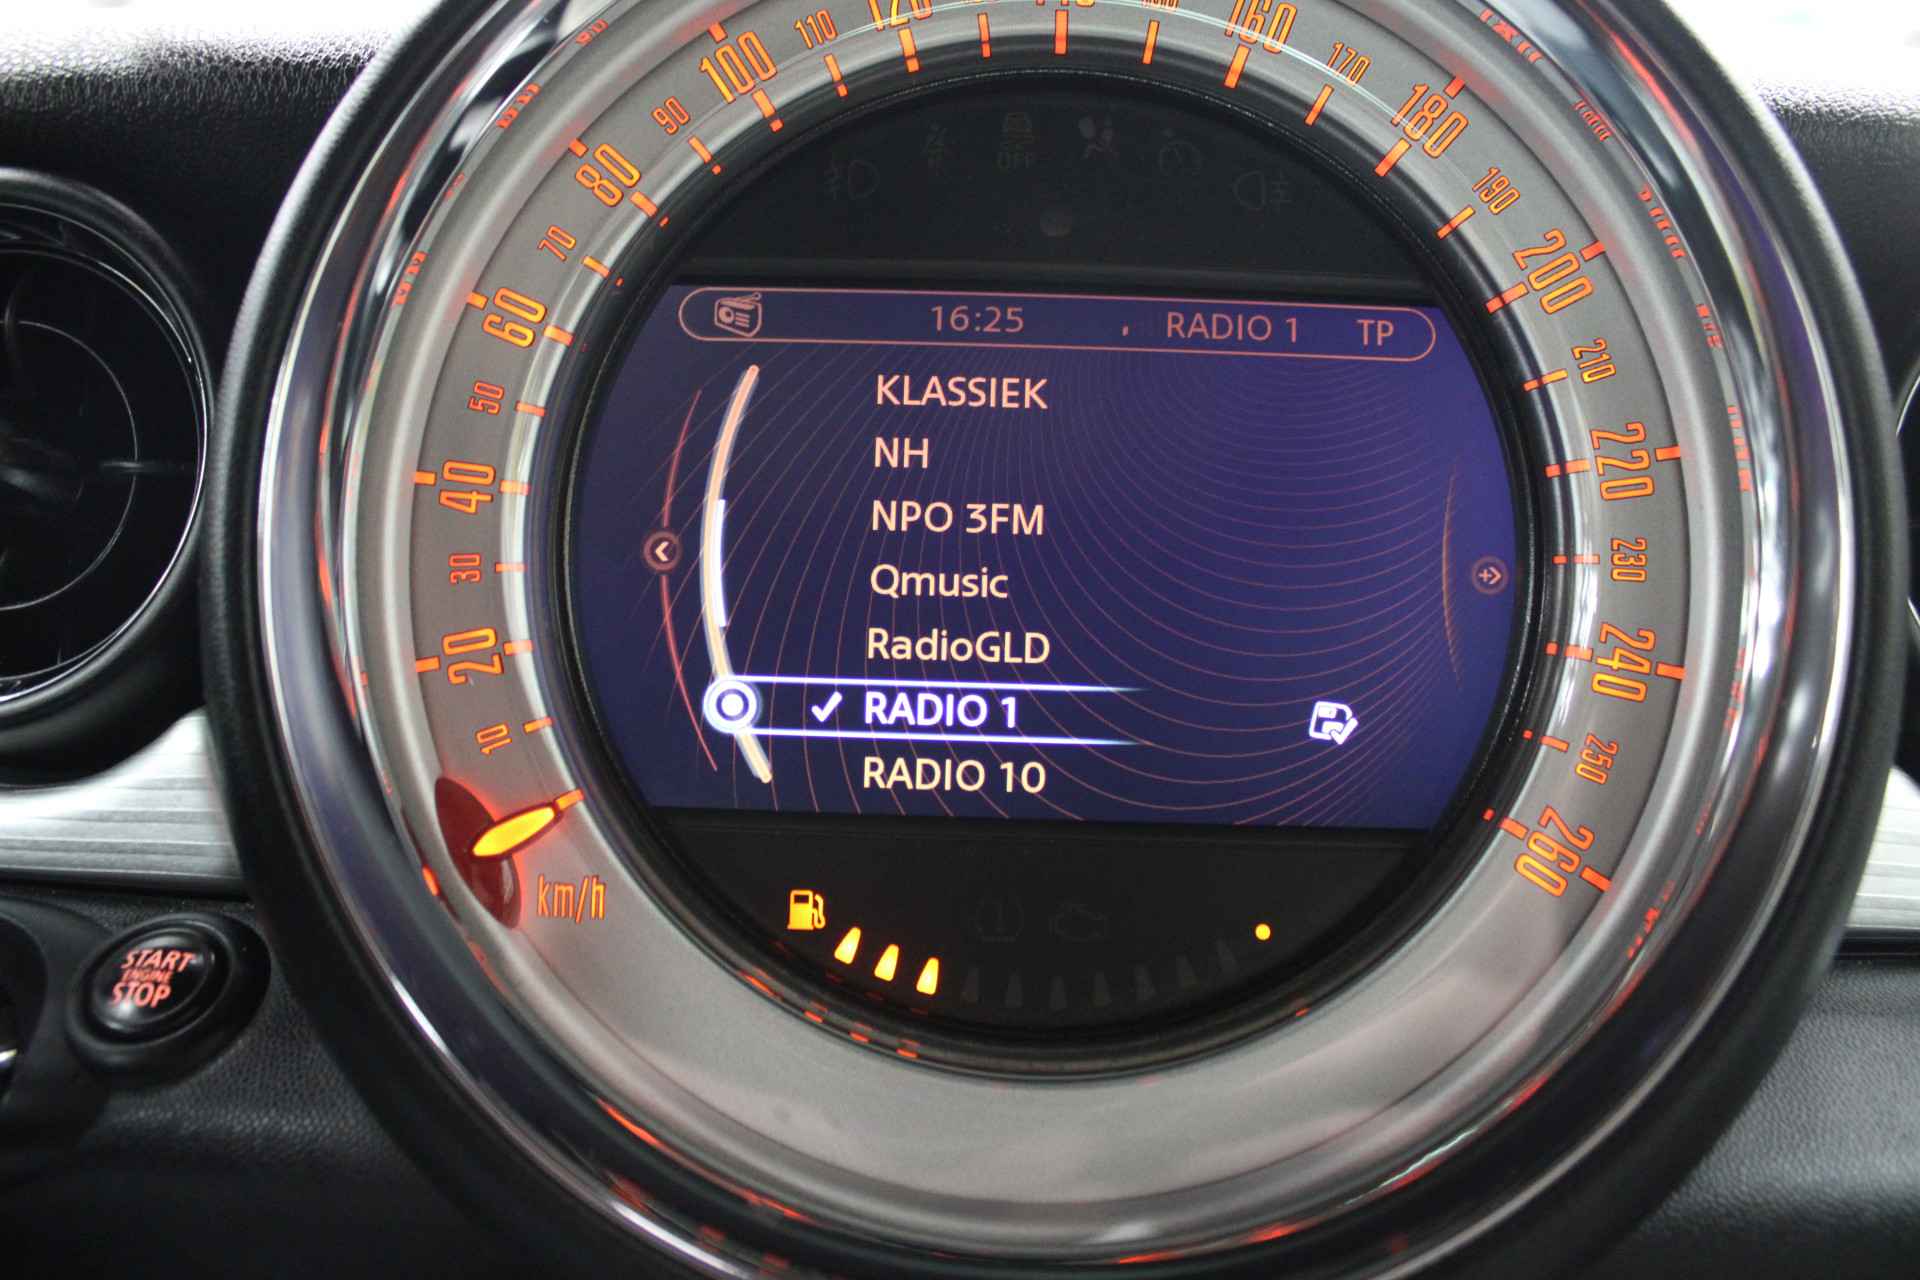 10
20
30
40
50
60
70
80
90
100
110
120
160
170
180
190
200
210
220
230
240
250
260
km/h
OFF
16:25 RADIO 1 TP
KLASSIEK
NH
NPO 3FM
Qmusic
RadioGLD
RADIO 1
RADIO 10
START
ENGINE
STOP